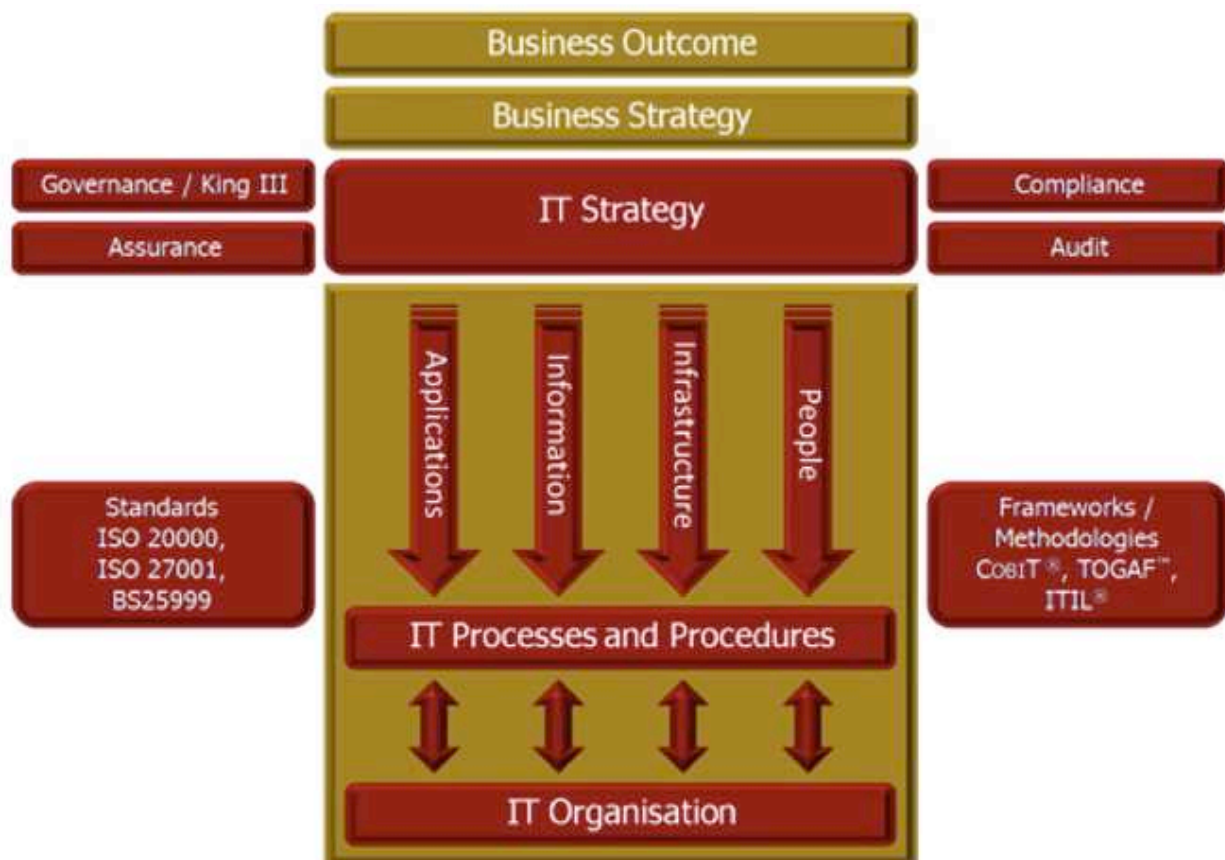 Business Outcome
Business Strategy
Governance / King III
IT Strategy
Compliance
Assurance
Audit
Applications
Information
Infrastructure
People
Standards
ISO 20000,
ISO 27001,
BS25999
Frameworks /
Methodologies
COBIT®, TOGAF™,
ITIL®
IT Processes and Procedures
IT Organisation